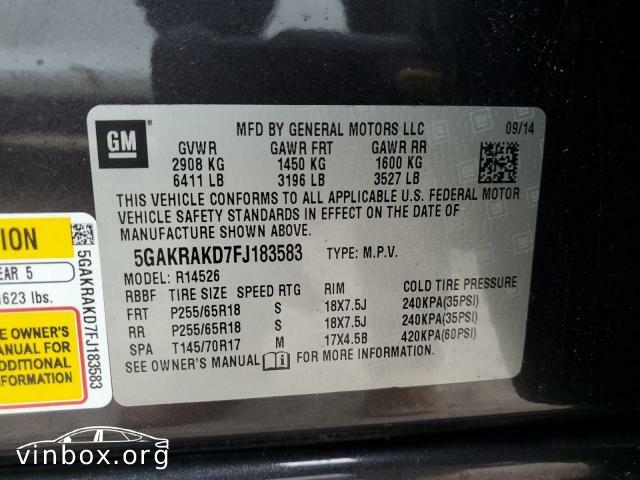 GM
MFD BY GENERAL MOTORS LLC 09/14
GVWR GAWR FRT GAWR RR
2908 KG 1450 KG 1600 KG
6411 LB 3196 LB 3527 LB
THIS VEHICLE CONFORMS TO ALL APPLICABLE U.S. FEDERAL MOTOR
VEHICLE SAFETY STANDARDS IN EFFECT ON THE DATE OF
MANUFACTURE SHOWN ABOVE.
5GAKRAKD7FJ183583 TYPE: M.P.V.
MODEL: R14526
RBBF TIRE SIZE SPEED RTG RIM COLD TIRE PRESSURE
FRT P255/65R18 S 18X7.5J 240KPA(35PSI)
RR P255/65R18 S 18X7.5J 240KPA(35PSI)
SPA T145/70R17 M 17X4.5B 420KPA(60PSI)
SEE OWNER'S MANUAL FOR MORE INFORMATION.
TION
EAR 5
1623 lbs.
EE OWNER'S
ANUAL FOR
ADDITIONAL
FORMATION
5GAKRAKD7FJ183583
vinbox.org